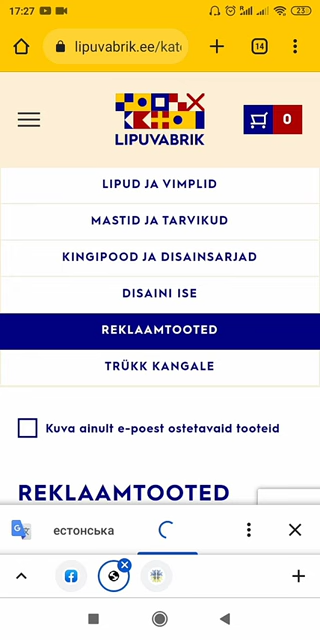 17:27
23
lipuvabrik.ee/kat
14
LIPUVABRIK
0
LIPUD JA VIMPLID
MASTID JA TARVIKUD
KINGIPOOD JA DISAINSARJAD
DISAINI ISE
REKLAAMTOOTED
TRÜKK KANGALE
Kuva ainult e-poest ostetavaid tooteid
REKLAAMTOOTED
G
естонська